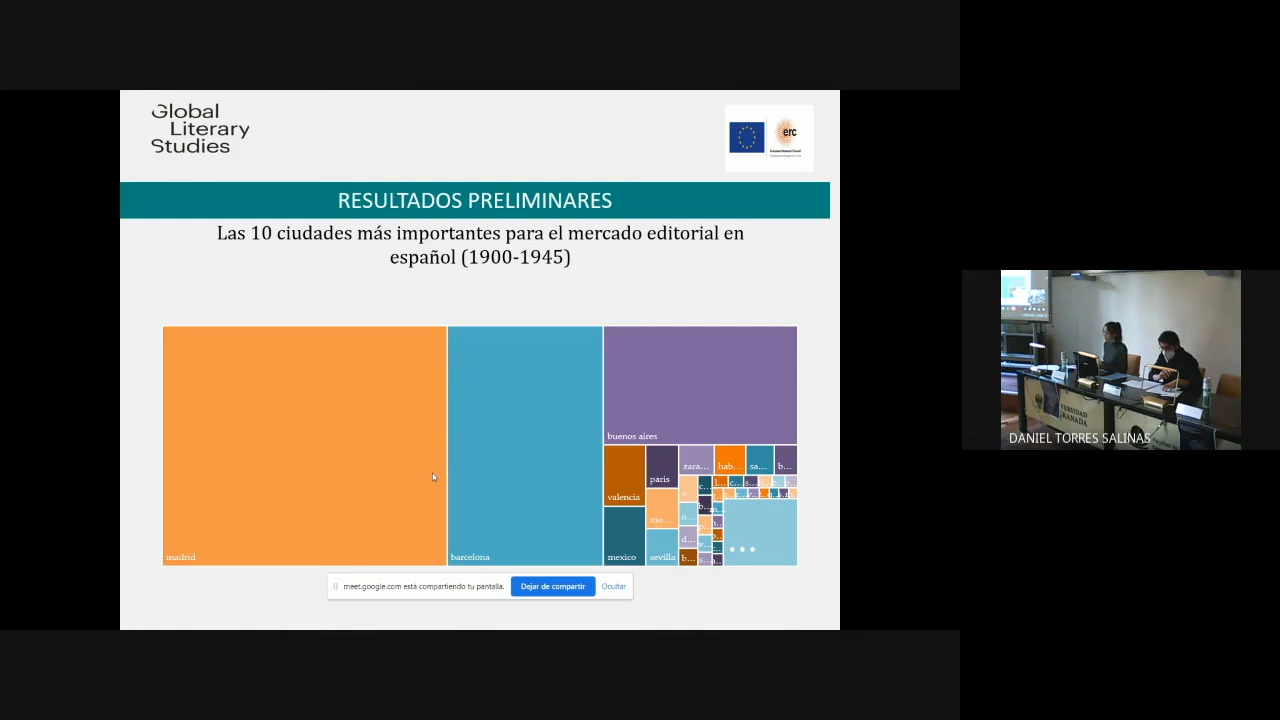 Global
Literary
Studies
erc
RESULTADOS PRELIMINARES
Las 10 ciudades más importantes para el mercado editorial en
español (1900-1945)
madrid
barcelona
buenos aires
valencia
mexico
paris
mo...
sevilla
zara...
hab...
sa...
b...
meet.google.com está compartiendo tu pantalla.
Dejar de compartir
Ocultar
DANIEL TORRES SALINAS